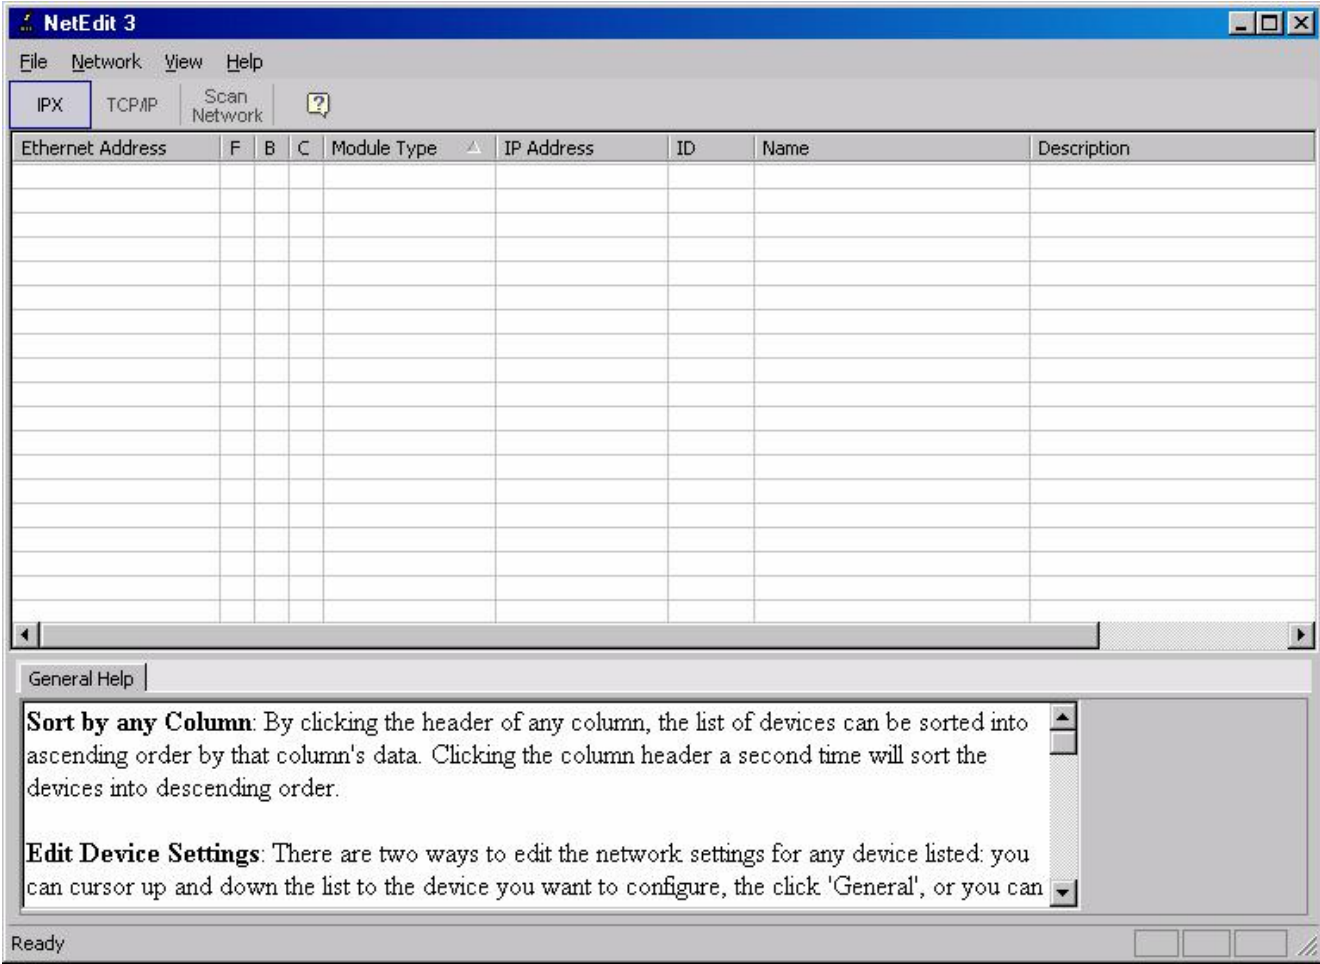 NetEdit 3
File Network View Help
IPX TCP/IP Scan Network
Ethernet Address F B C Module Type IP Address ID Name Description
General Help
Sort by any Column: By clicking the header of any column, the list of devices can be sorted into
ascending order by that column's data. Clicking the column header a second time will sort the
devices into descending order.
Edit Device Settings: There are two ways to edit the network settings for any device listed: you
can cursor up and down the list to the device you want to configure, the click 'General', or you can
Ready